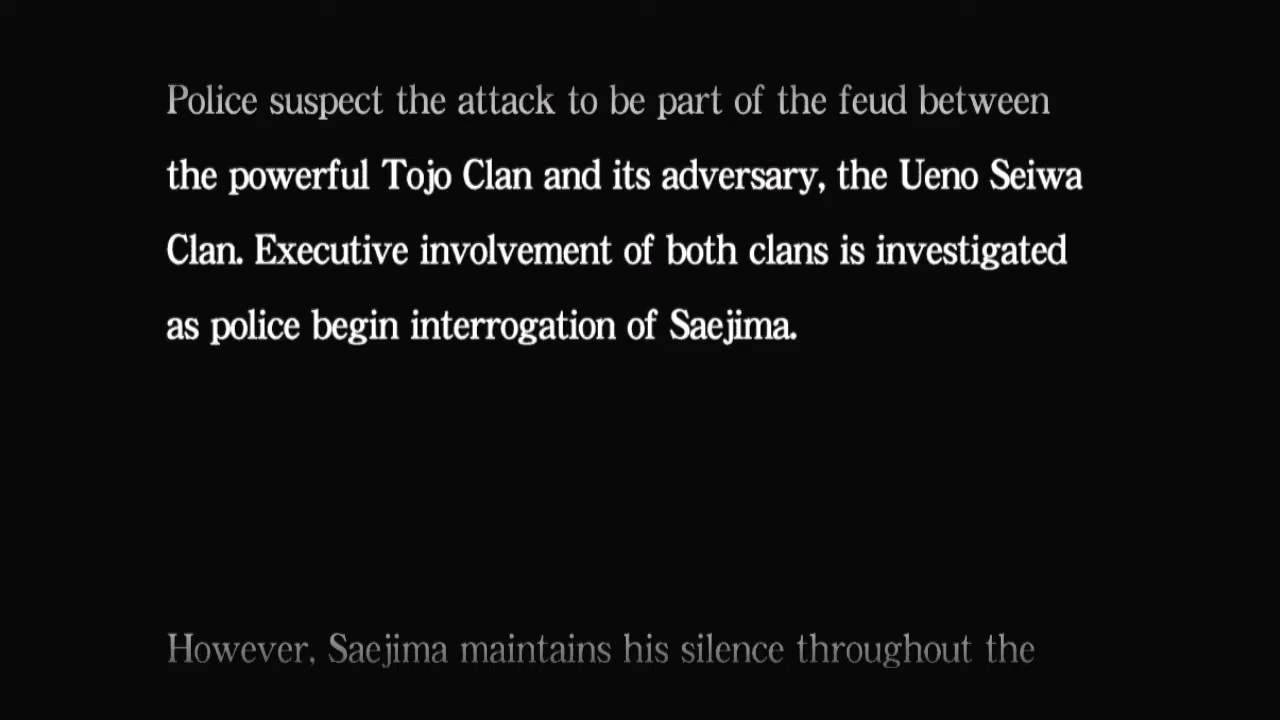 Police suspect the attack to be part of the feud between
the powerful Tojo Clan and its adversary, the Ueno Seiwa
Clan. Executive involvement of both clans is investigated
as police begin interrogation of Saejima.
However, Saejima maintains his silence throughout the